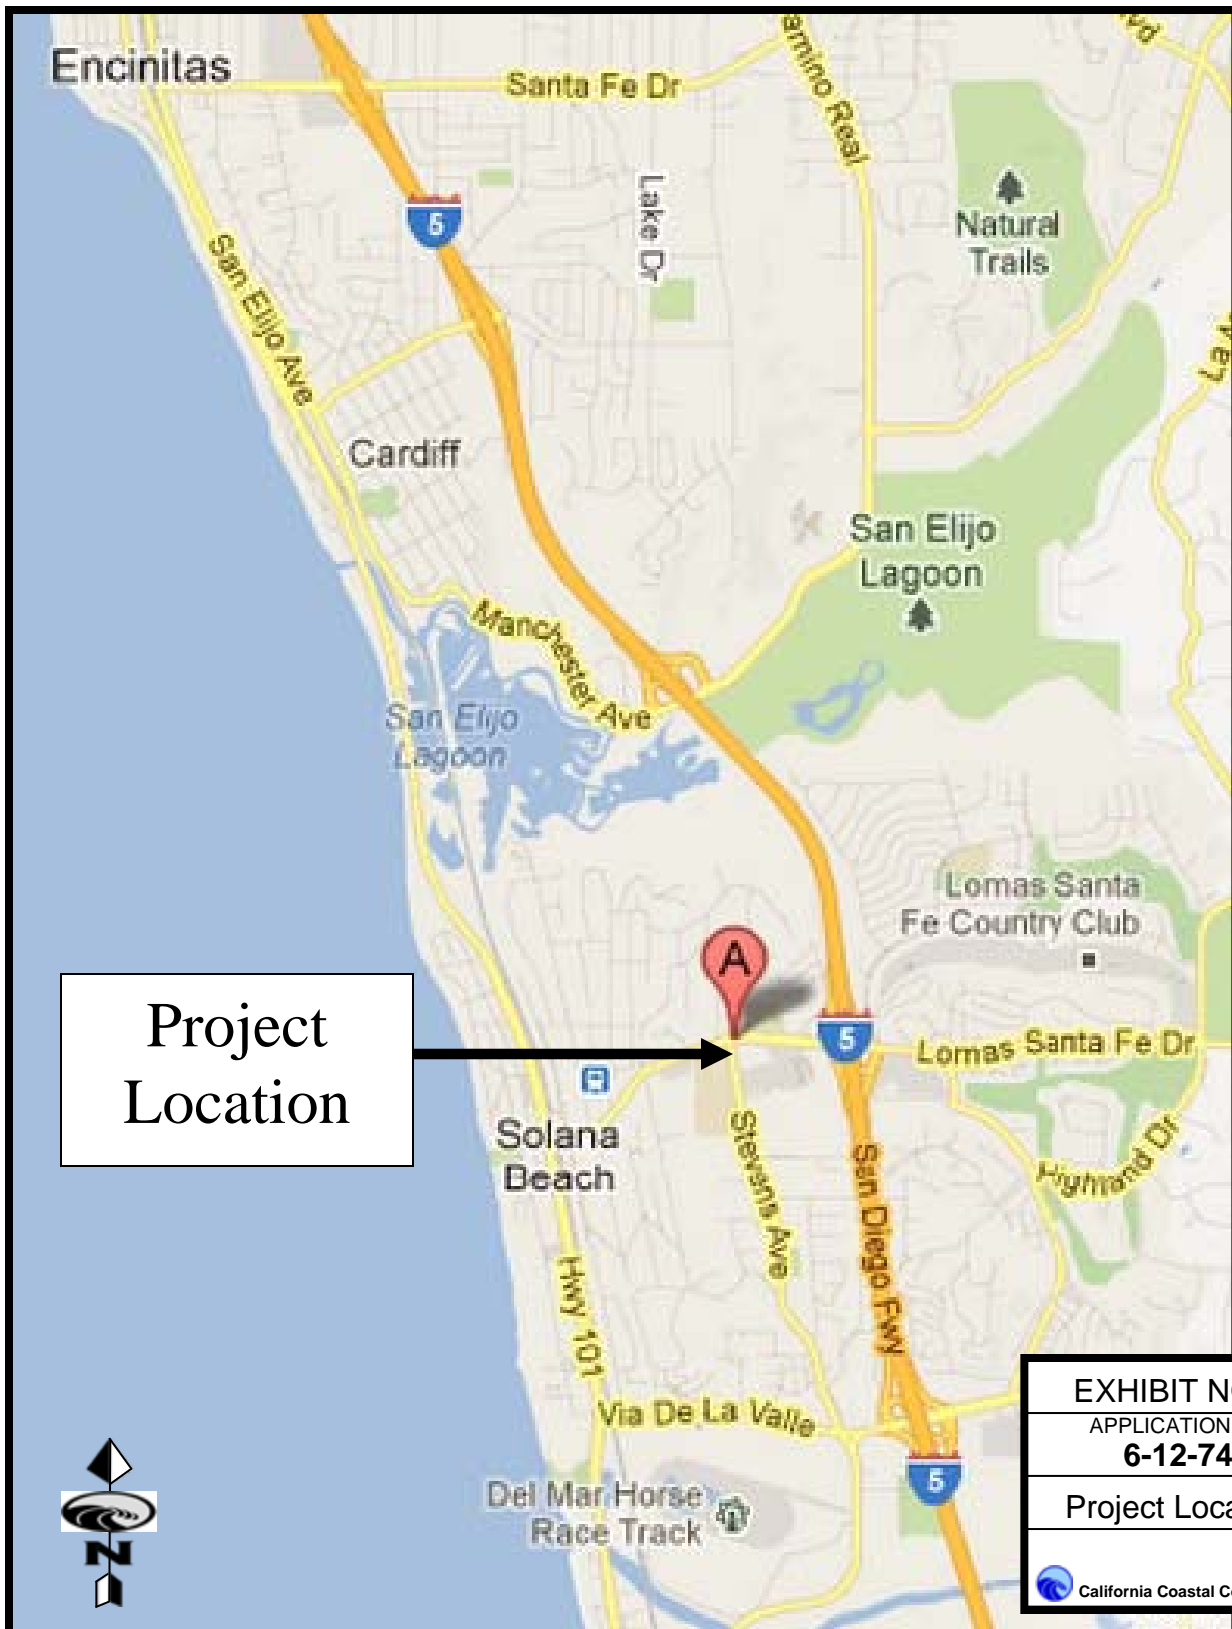 Encinitas
Santa Fe Dr
amino Real
vd
5
Lake Dr
Natural
Trails
San Elijo Ave
La
Cardiff
San Elijo
Lagoon
Manchester Ave
San Elijo
Lagoon
Lomas Santa
Fe Country Club
A
Project
Location
5
Lomas Santa Fe Dr
Solana
Beach
Stevans Ave
Highland Dr
San Diego Fwy
Hwy 101
Via De La Valle
5
Del Mar Horse
Race Track
N
EXHIBIT N
APPLICATION
6-12-74
Project Loca
California Coastal C